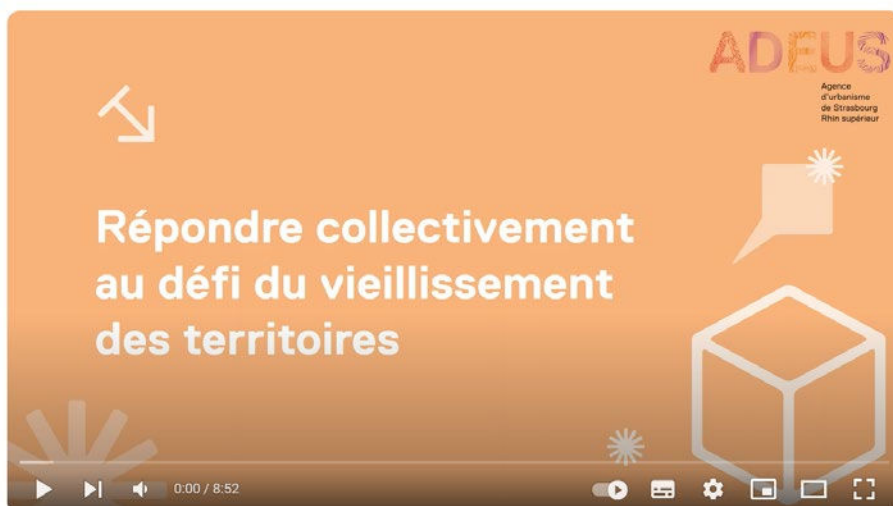 ADEUS
Agence
d'urbanisme
de Strasbourg
Rhin supérieur
Répondre collectivement
au défi du vieillissement
des territoires
0:00 / 8:52